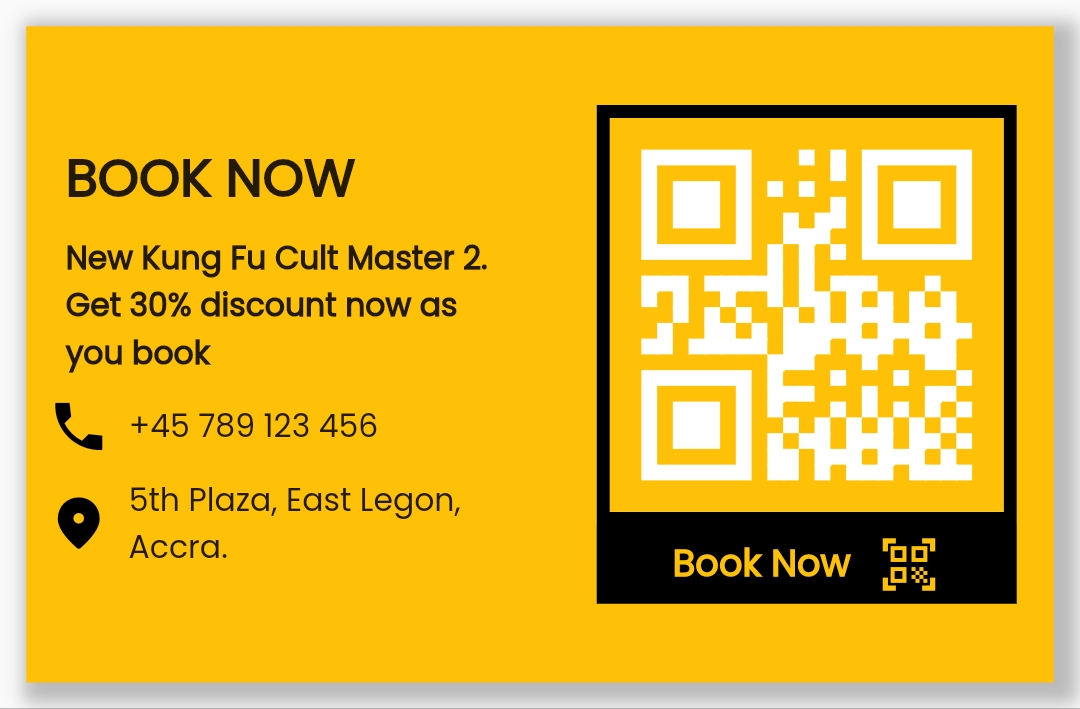 BOOK NOW
New Kung Fu Cult Master 2.
Get 30% discount now as
you book
+45 789 123 456
5th Plaza, East Legon,
Accra.
Book Now